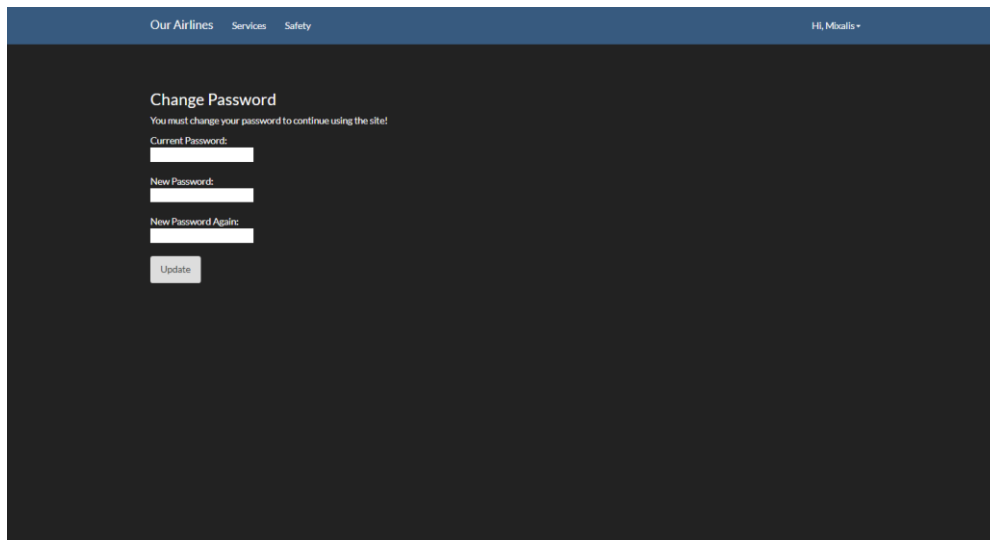 Our Airlines Services Safety Hi, Mixalis
Change Password
You must change your password to continue using the site!
Current Password:
New Password:
New Password Again:
Update